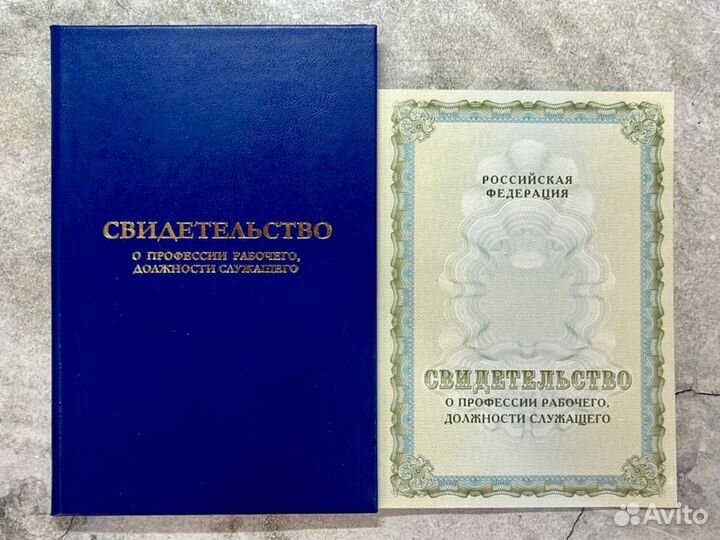 СВИДЕТЕЛЬСТВО
О ПРОФЕССИИ РАБОЧЕГО,
ДОЛЖНОСТИ СЛУЖАЩЕГО
РОССИЙСКАЯ
ФЕДЕРАЦИЯ
СВИДЕТЕЛЬСТВО
О ПРОФЕССИИ РАБОЧЕГО,
ДОЛЖНОСТИ СЛУЖАЩЕГО
Avito